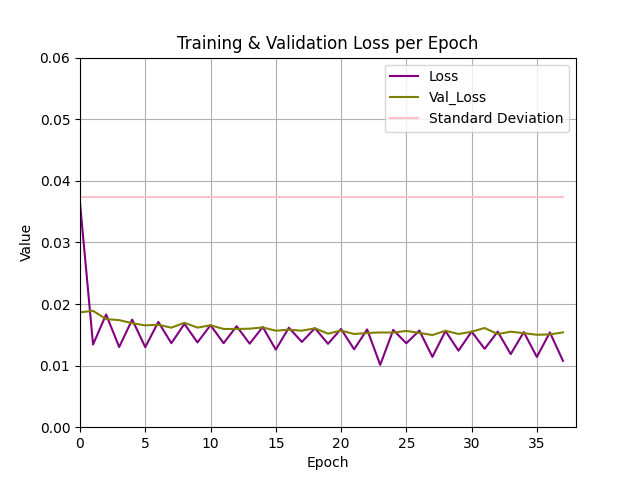 Training & Validation Loss per Epoch
Loss
Val_Loss
Standard Deviation
Value
0.06
0.05
0.04
0.03
0.02
0.01
0.00
0 5 10 15 20 25 30 35
Epoch